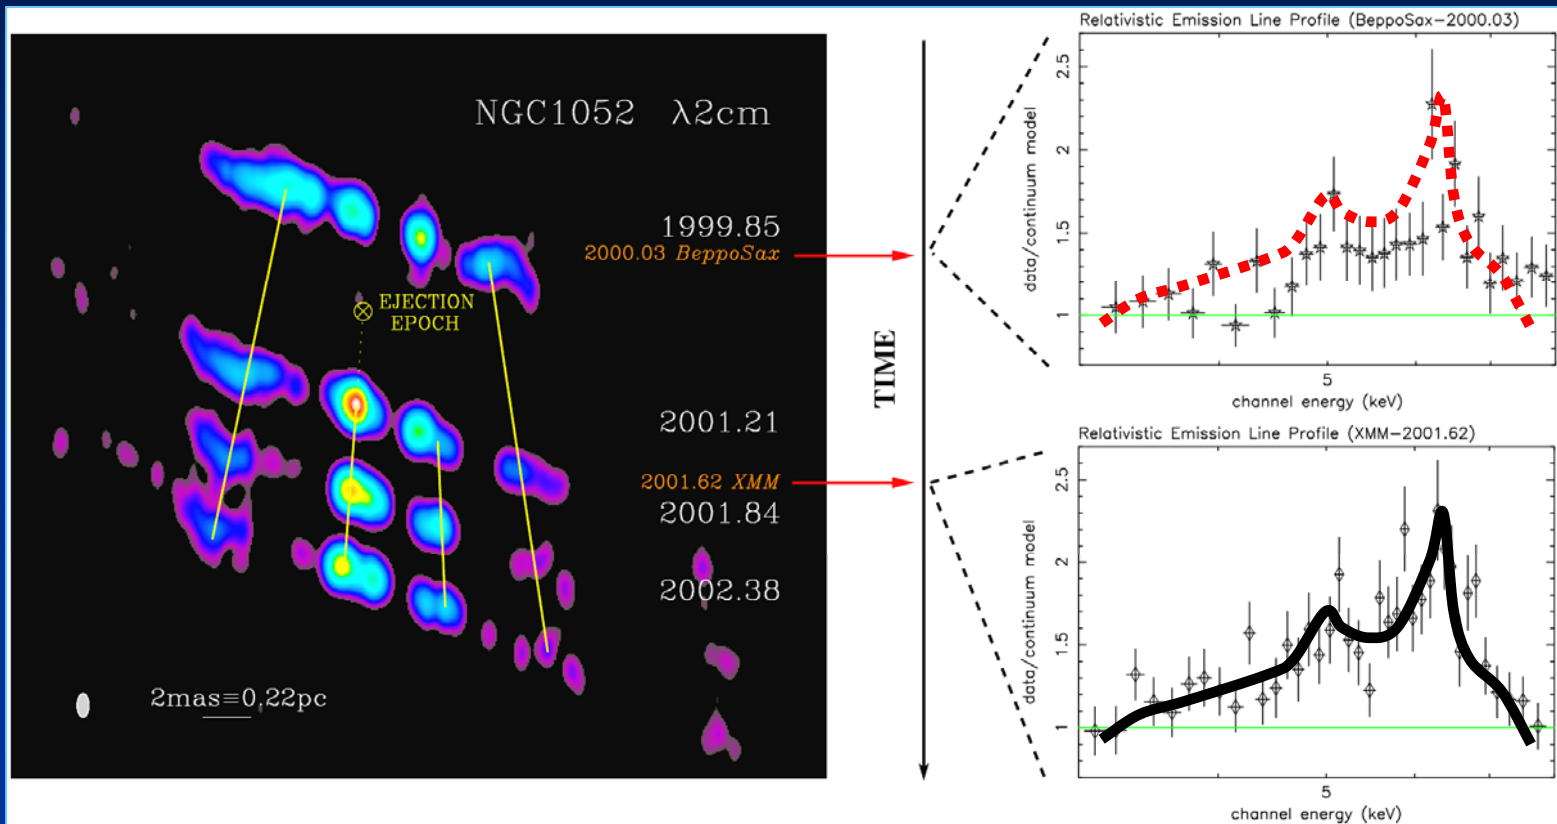 NGC1052 λ2cm
1999.85
2000.03 BeppoSax
EJECTION
EPOCH
2001.21
2001.62 XMM
2001.84
2002.38
2mas≡0.22pc
TIME
Relativistic Emission Line Profile (BeppoSax−2000.03)
data/continuum model
2.5
2
1.5
1
5
channel energy (keV)
Relativistic Emission Line Profile (XMM−2001.62)
data/continuum model
2.5
2
1.5
1
5
channel energy (keV)